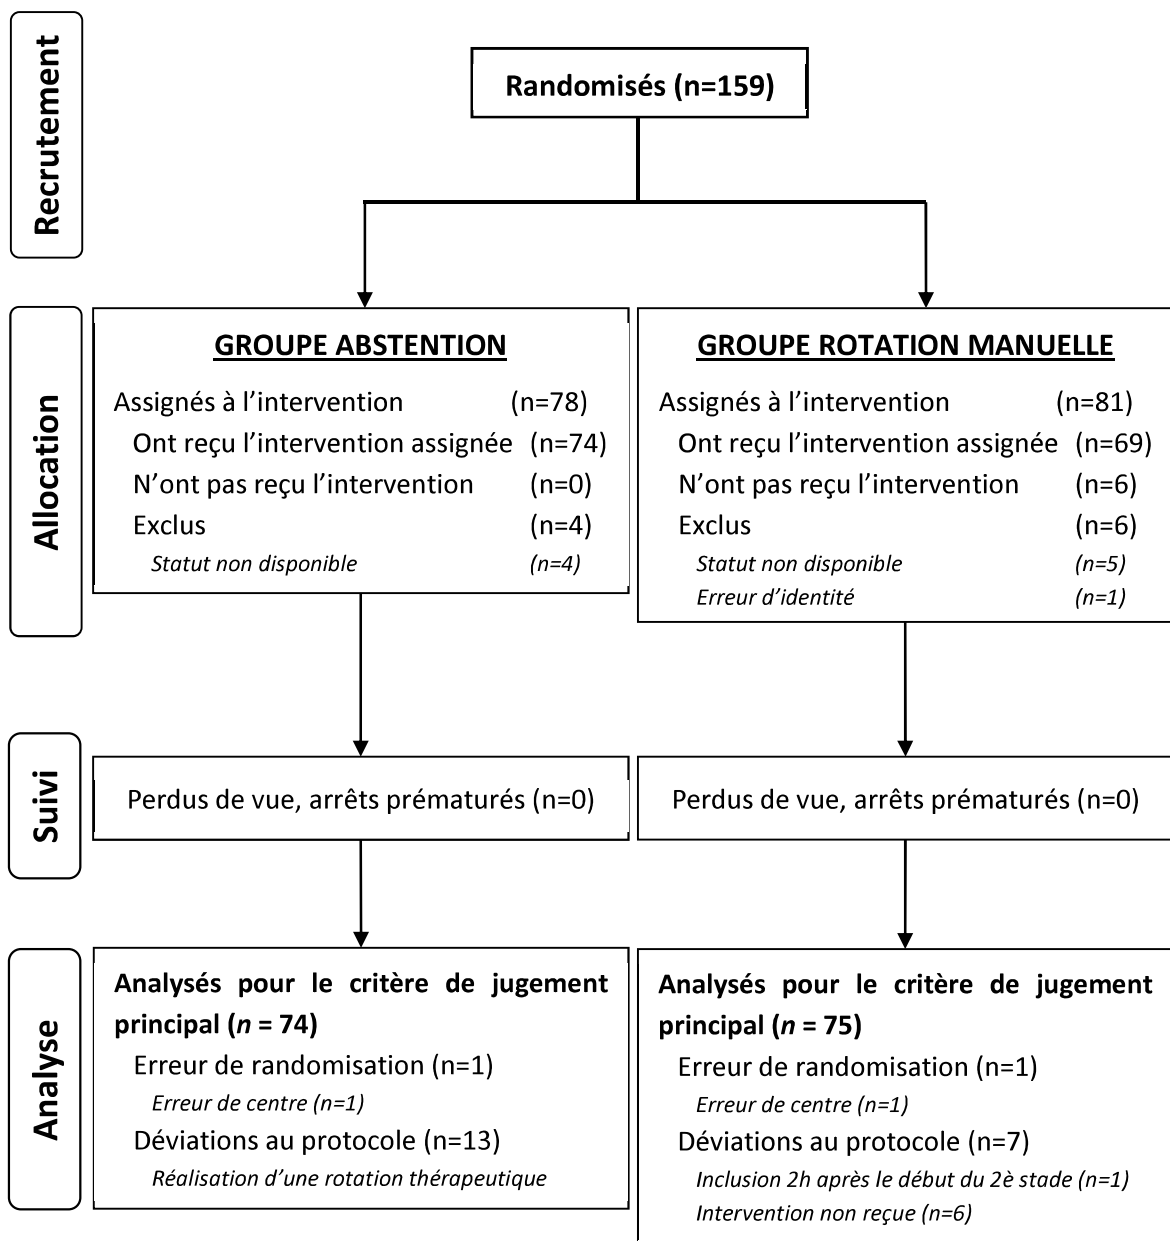 Recrutement
Randomisés (n=159)
Allocation
GROUPE ABSTENTION
Assignés à l’intervention (n=78)
Ont reçu l’intervention assignée (n=74)
N’ont pas reçu l’intervention (n=0)
Exclus (n=4)
Statut non disponible (n=4)
GROUPE ROTATION MANUELLE
Assignés à l’intervention (n=81)
Ont reçu l’intervention assignée (n=69)
N’ont pas reçu l’intervention (n=6)
Exclus (n=6)
Statut non disponible (n=5)
Erreur d’identité (n=1)
Suivi
Perdus de vue, arrêts prématurés (n=0)
Perdus de vue, arrêts prématurés (n=0)
Analyse
Analysés pour le critère de jugement
principal (n = 74)
Erreur de randomisation (n=1)
Erreur de centre (n=1)
Déviations au protocole (n=13)
Réalisation d’une rotation thérapeutique
Analysés pour le critère de jugement
principal (n = 75)
Erreur de randomisation (n=1)
Erreur de centre (n=1)
Déviations au protocole (n=7)
Inclusion 2h après le début du 2è stade (n=1)
Intervention non reçue (n=6)